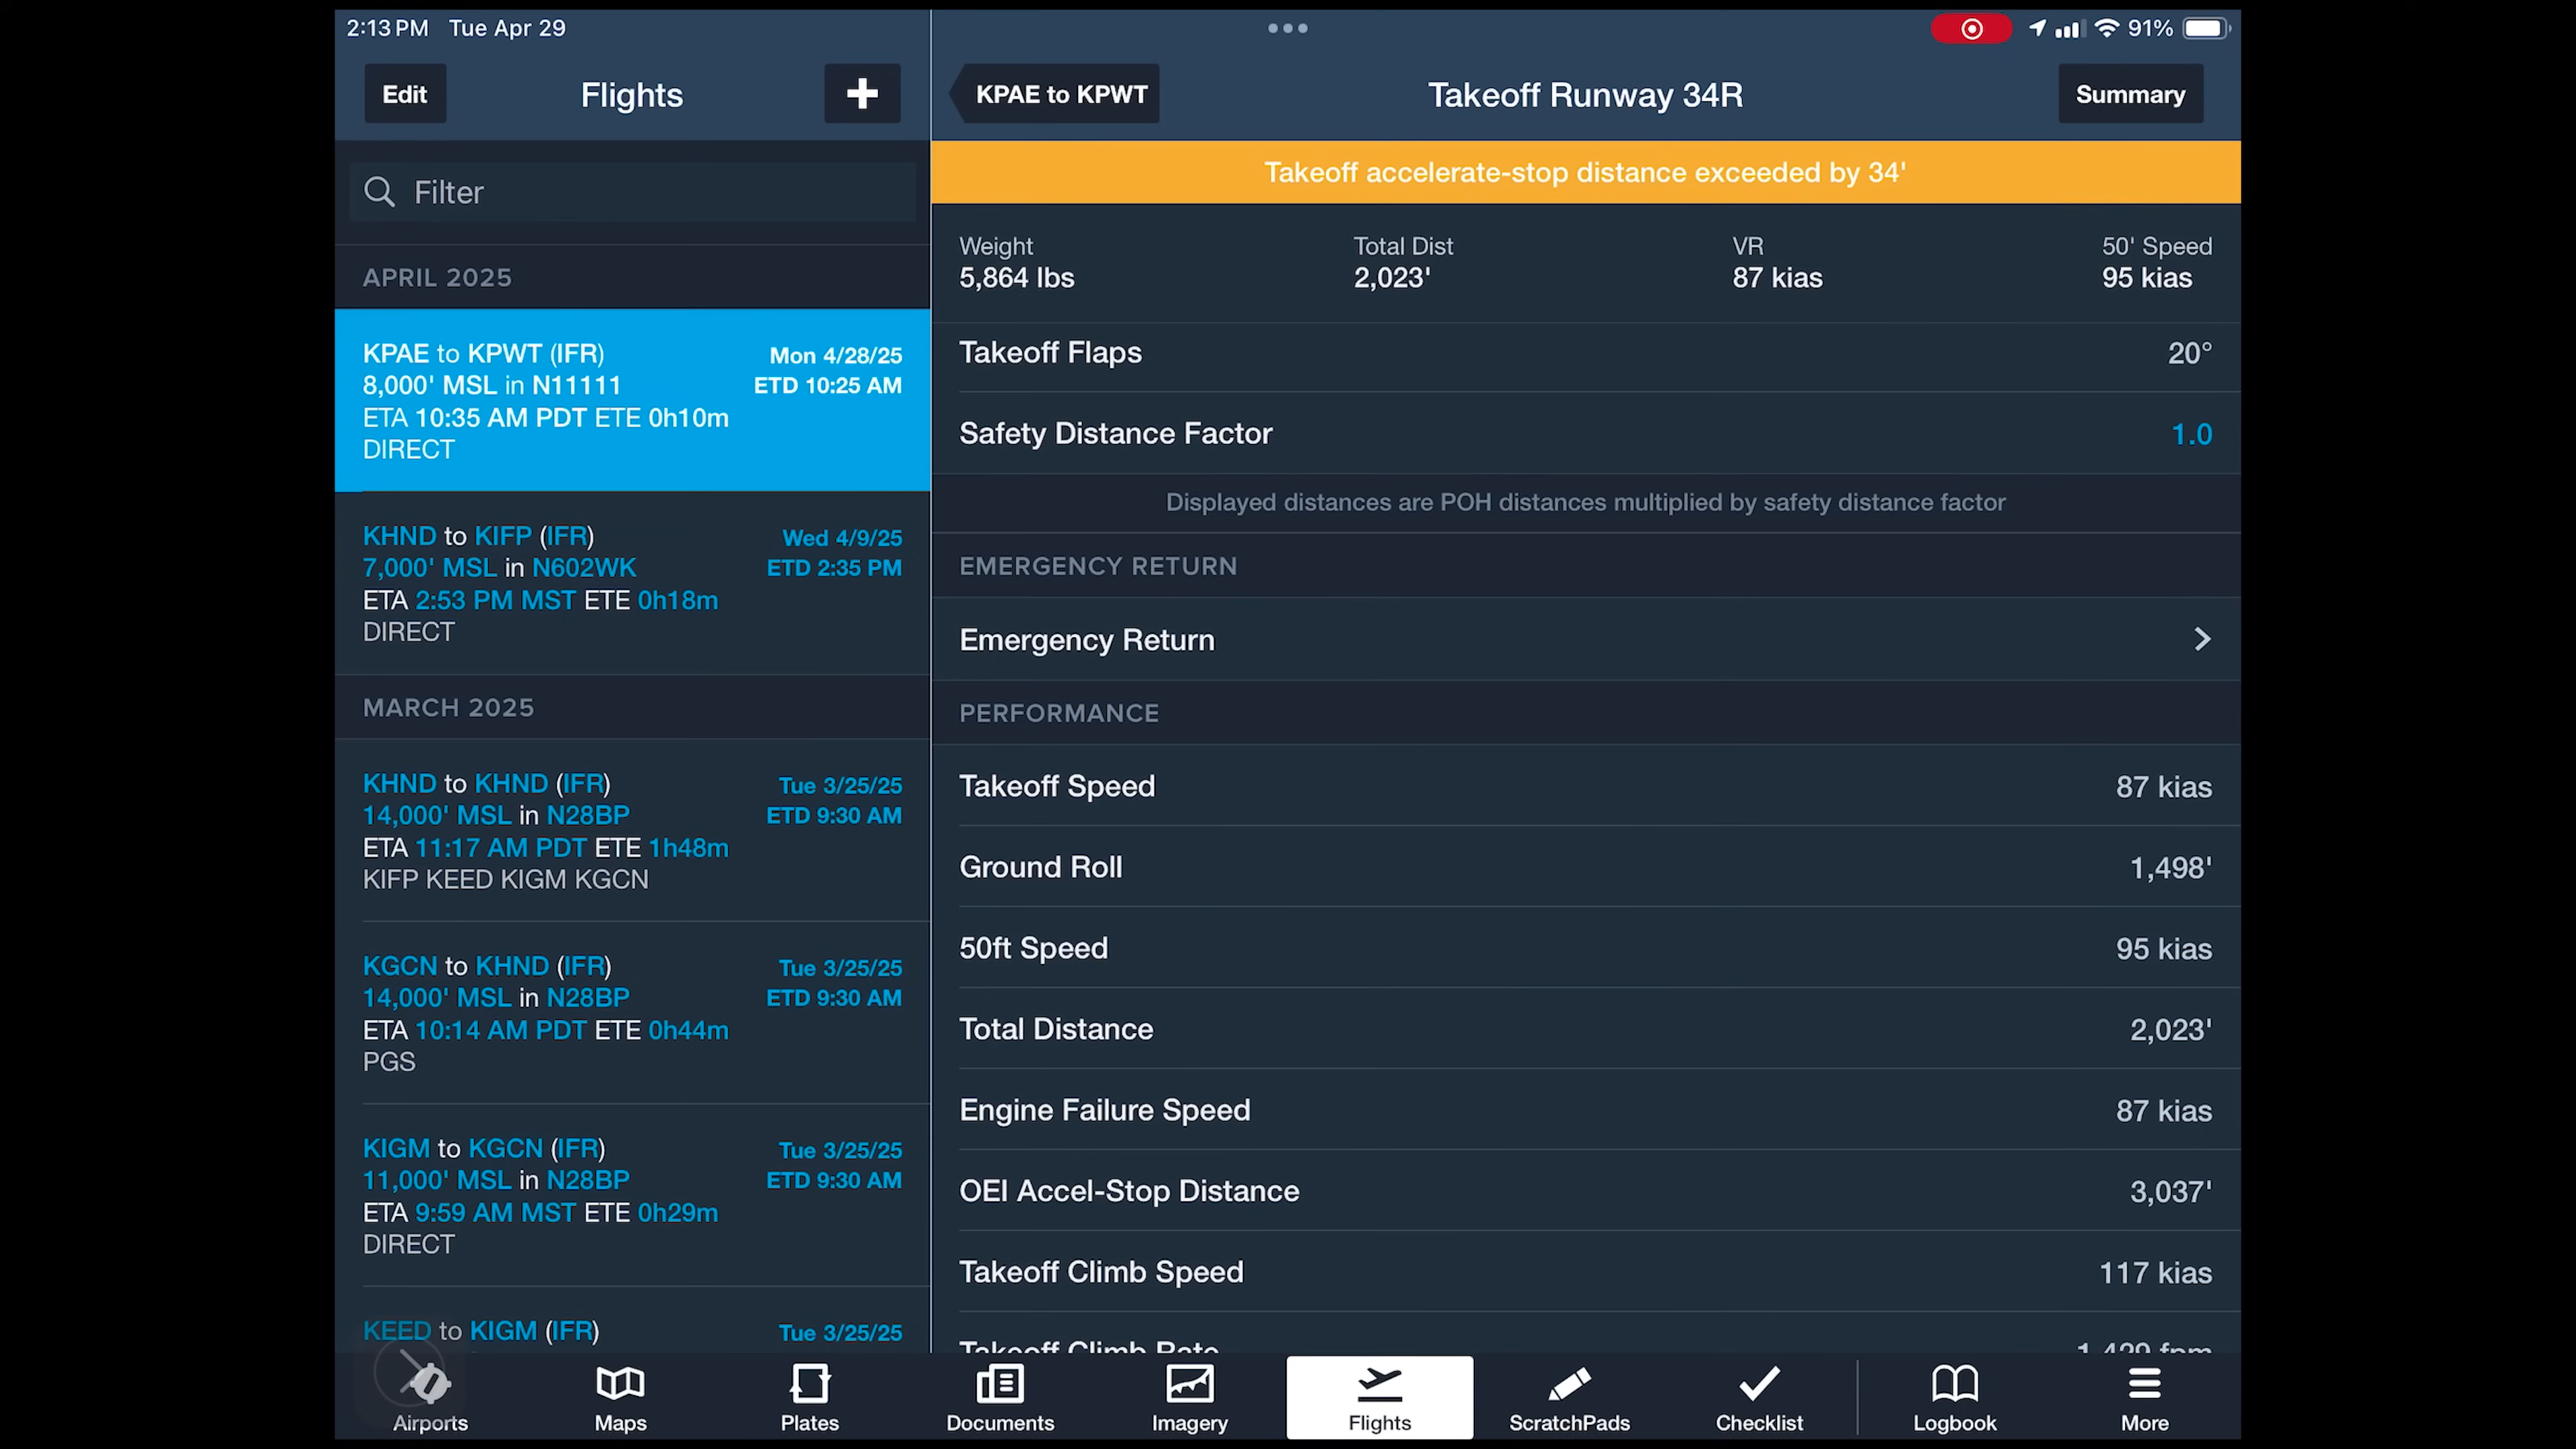 2:13 PM Tue Apr 29
91%
Edit
Flights
KPAE to KPWT
Takeoff Runway 34R
Summary
Filter
APRIL 2025
KPAE to KPWT (IFR)
Mon 4/28/25
8,000' MSL in N11111
ETD 10:25 AM
ETA 10:35 AM PDT ETE 0h10m
DIRECT
KHND to KIFP (IFR)
Wed 4/9/25
7,000' MSL in N602WK
ETD 2:35 PM
ETA 2:53 PM MST ETE 0h18m
DIRECT
MARCH 2025
KHND to KHND (IFR)
Tue 3/25/25
14,000' MSL in N28BP
ETD 9:30 AM
ETA 11:17 AM PDT ETE 1h48m
KIFP KEED KIGM KGCN
KGCN to KHND (IFR)
Tue 3/25/25
14,000' MSL in N28BP
ETD 9:30 AM
ETA 10:14 AM PDT ETE 0h44m
PGS
KIGM to KGCN (IFR)
Tue 3/25/25
11,000' MSL in N28BP
ETD 9:30 AM
ETA 9:59 AM MST ETE 0h29m
DIRECT
KEED to KIGM (IFR)
Tue 3/25/25
Takeoff accelerate-stop distance exceeded by 34'
Weight
5,864 lbs
Total Dist
2,023'
VR
87 kias
50' Speed
95 kias
Takeoff Flaps 20°
Safety Distance Factor 1.0
Displayed distances are POH distances multiplied by safety distance factor
EMERGENCY RETURN
Emergency Return
PERFORMANCE
Takeoff Speed 87 kias
Ground Roll 1,498'
50ft Speed 95 kias
Total Distance 2,023'
Engine Failure Speed 87 kias
OEI Accel-Stop Distance 3,037'
Takeoff Climb Speed 117 kias
Takeoff Climb Rate 1,429 fpm
Airports
Maps
Plates
Documents
Imagery
Flights
ScratchPads
Checklist
Logbook
More